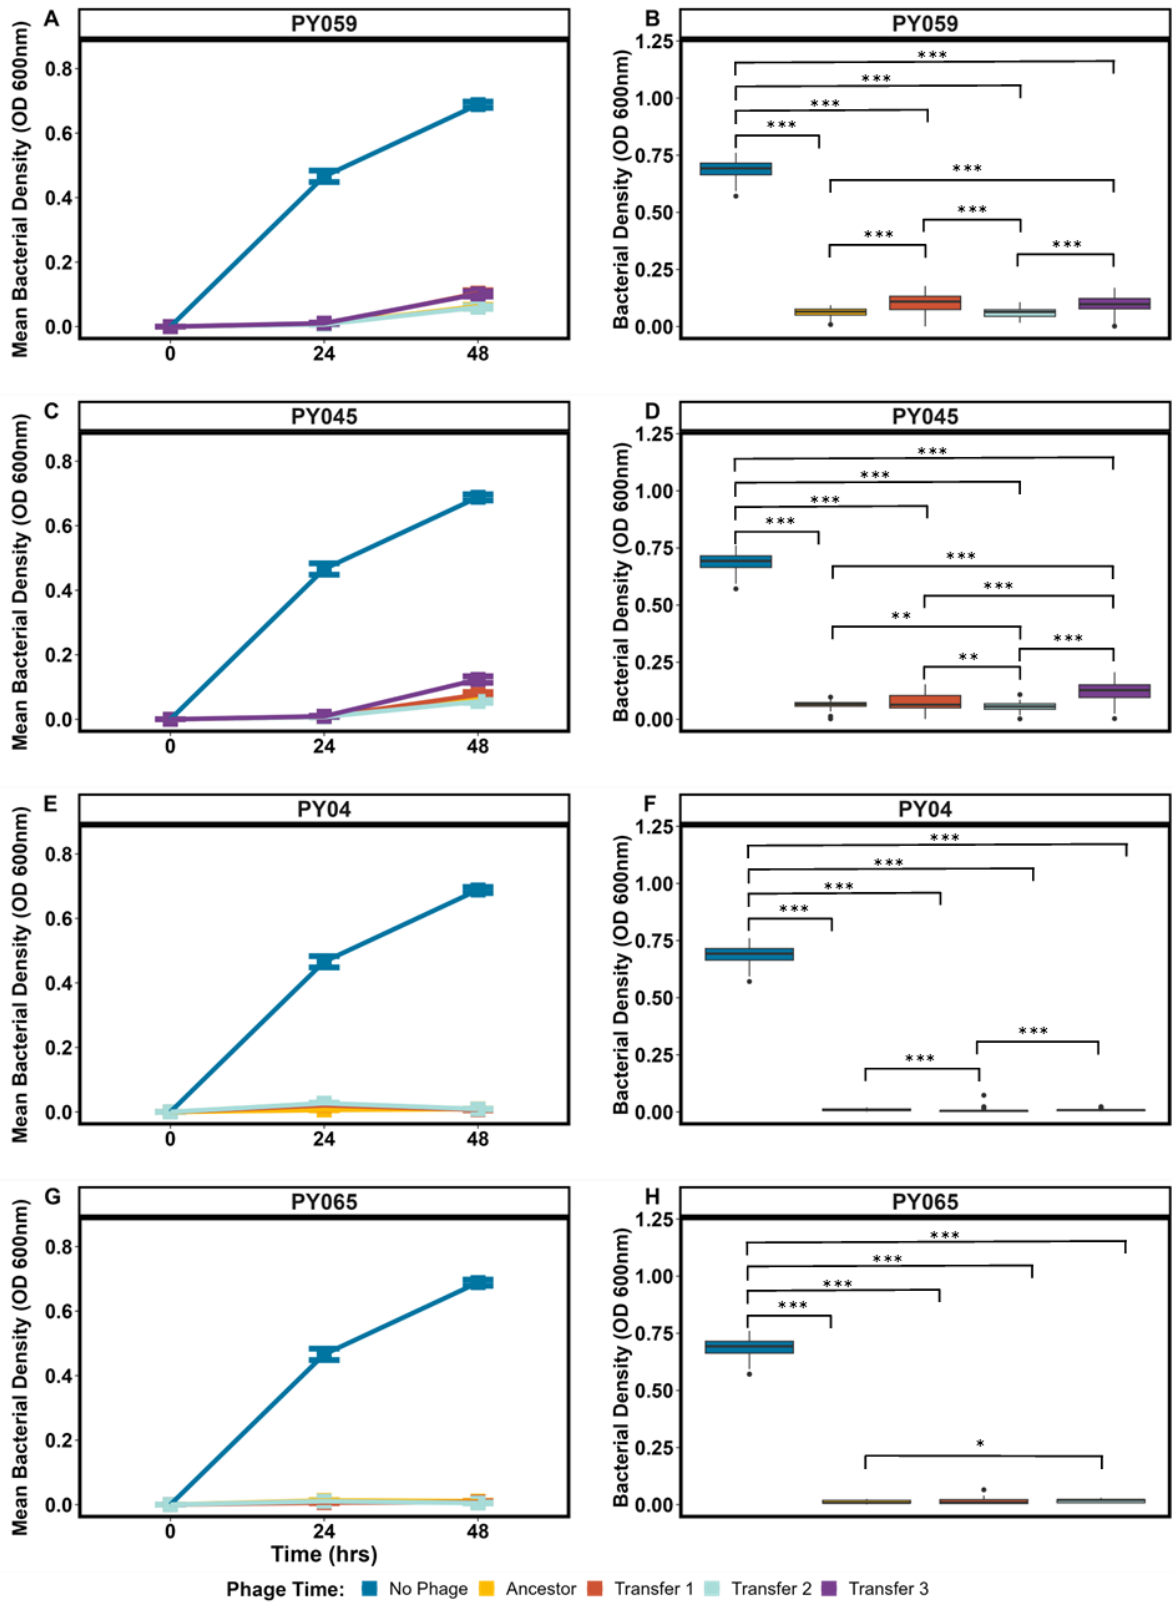 A
PY059
Mean Bacterial Density (OD 600nm)
0.8
0.6
0.4
0.2
0.0
0 24 48
B
PY059
Bacterial Density (OD 600nm)
1.25
1.00
0.75
0.50
0.25
0.00
***
***
***
***
***
***
***
***
C
PY045
Mean Bacterial Density (OD 600nm)
0.8
0.6
0.4
0.2
0.0
0 24 48
D
PY045
Bacterial Density (OD 600nm)
1.25
1.00
0.75
0.50
0.25
0.00
***
***
***
***
***
***
**
***
**
E
PY04
Mean Bacterial Density (OD 600nm)
0.8
0.6
0.4
0.2
0.0
0 24 48
F
PY04
Bacterial Density (OD 600nm)
1.25
1.00
0.75
0.50
0.25
0.00
***
***
***
***
***
***
G
PY065
Mean Bacterial Density (OD 600nm)
0.8
0.6
0.4
0.2
0.0
0 24 48
Time (hrs)
H
PY065
Bacterial Density (OD 600nm)
1.25
1.00
0.75
0.50
0.25
0.00
***
***
***
***
*
Phage Time: No Phage Ancestor Transfer 1 Transfer 2 Transfer 3